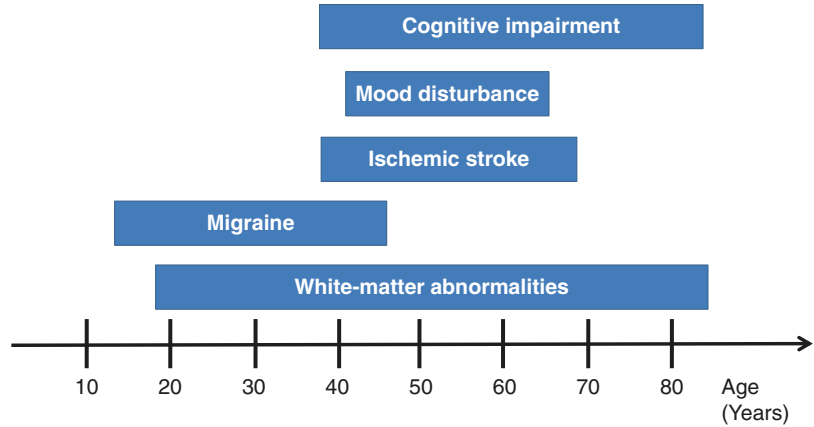 Cognitive impairment
Mood disturbance
Ischemic stroke
Migraine
White-matter abnormalities
10 20 30 40 50 60 70 80 Age
(Years)